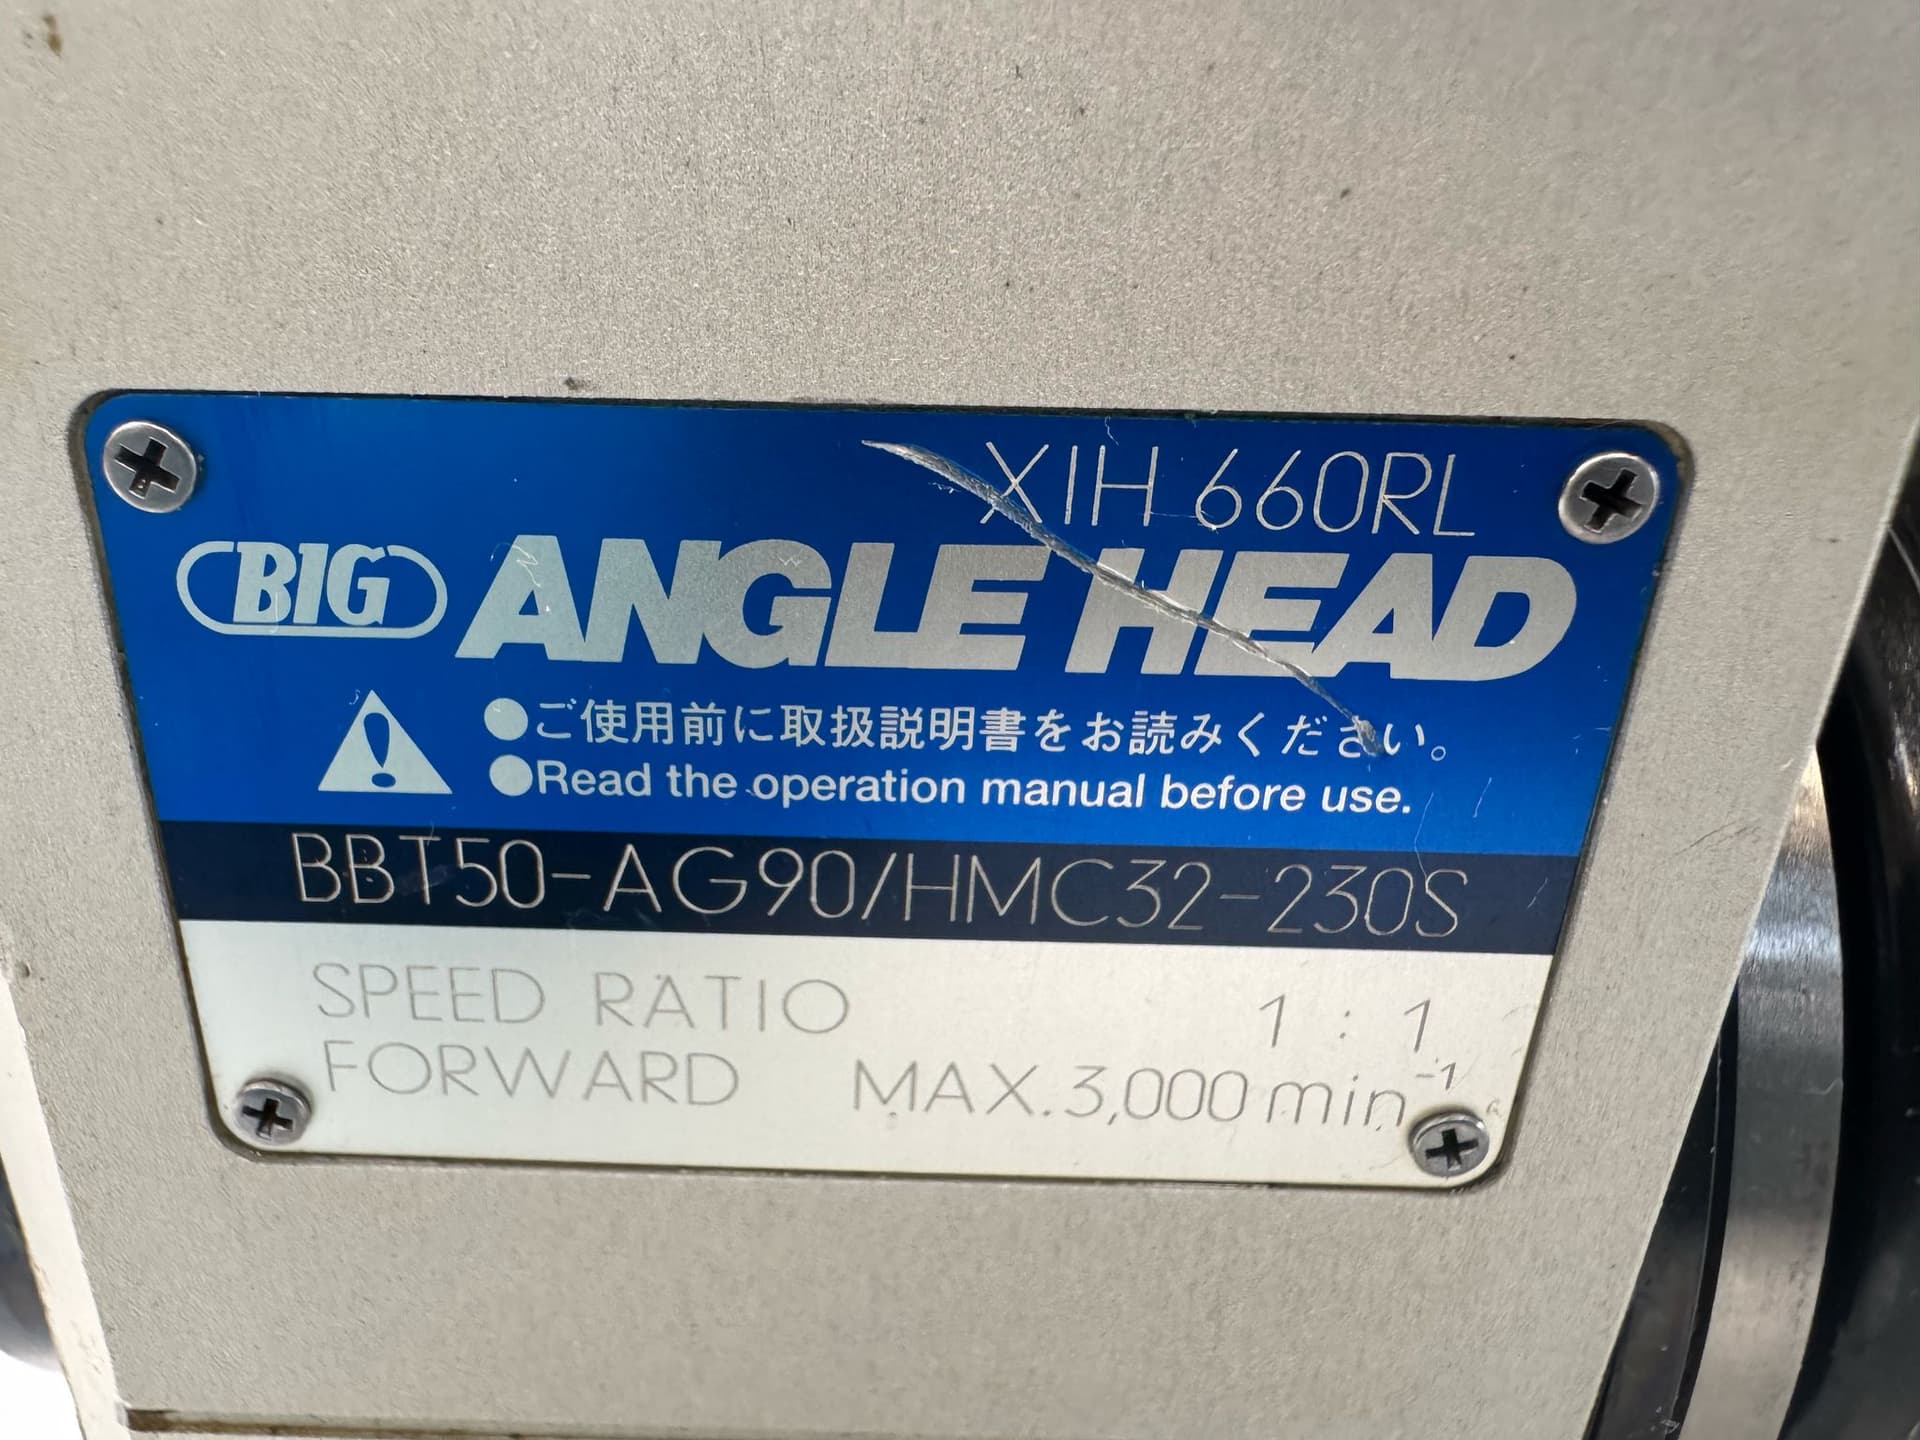 XIH 660RL
BIG ANGLE HEAD
●ご使用前に取扱説明書をお読みください。
●Read the operation manual before use.
BBT50-AG90/HMC32-230S
SPEED RATIO 1 : 1
FORWARD MAX. 3,000 min⁻¹